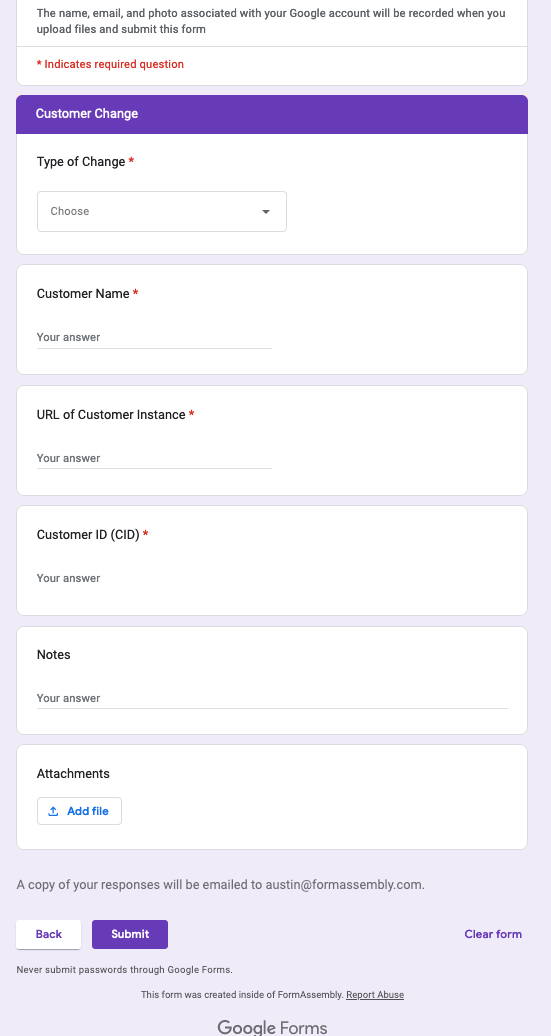 The name, email, and photo associated with your Google account will be recorded when you
upload files and submit this form
* Indicates required question
Customer Change
Type of Change *
Choose
Customer Name *
Your answer
URL of Customer Instance *
Your answer
Customer ID (CID) *
Your answer
Notes
Your answer
Attachments
Add file
A copy of your responses will be emailed to austin@formassembly.com.
Back Submit Clear form
Never submit passwords through Google Forms.
This form was created inside of FormAssembly. Report Abuse
Google Forms